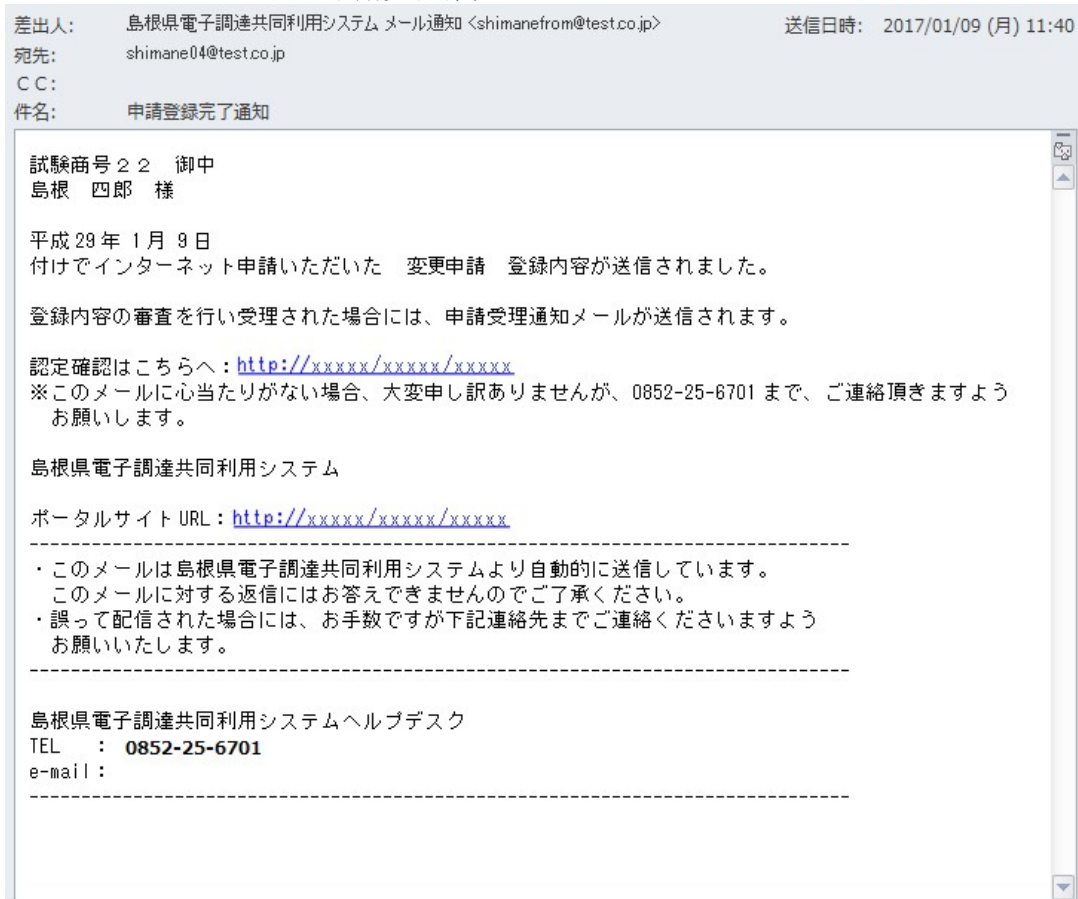 差出人: 島根県電子調達共同利用システム メール通知 <shimanefrom@test.co.jp> 送信日時: 2017/01/09 (月) 11:40
宛先: shimane04@test.co.jp
CC:
件名: 申請登録完了通知
試験商号22 御中
島根 四郎 様
平成29年 1月 9日
付けでインターネット申請いただいた 変更申請 登録内容が送信されました。
登録内容の審査を行い受理された場合には、申請受理通知メールが送信されます。
認定確認はこちらへ:http://xxxxx/xxxxx/xxxxx
※このメールに心当たりがない場合、大変申し訳ありませんが、0852-25-6701まで、ご連絡頂きますよう
お願いします。
島根県電子調達共同利用システム
ポータルサイトURL:http://xxxxx/xxxxx/xxxxx
--------------------------------------------------------------------------------
・このメールは島根県電子調達共同利用システムより自動的に送信しています。
このメールに対する返信にはお答えできませんのでご了承ください。
・誤って配信された場合には、お手数ですが下記連絡先までご連絡くださいますよう
お願いいたします。
--------------------------------------------------------------------------------
島根県電子調達共同利用システムヘルプデスク
TEL : 0852-25-6701
e-mail:
--------------------------------------------------------------------------------